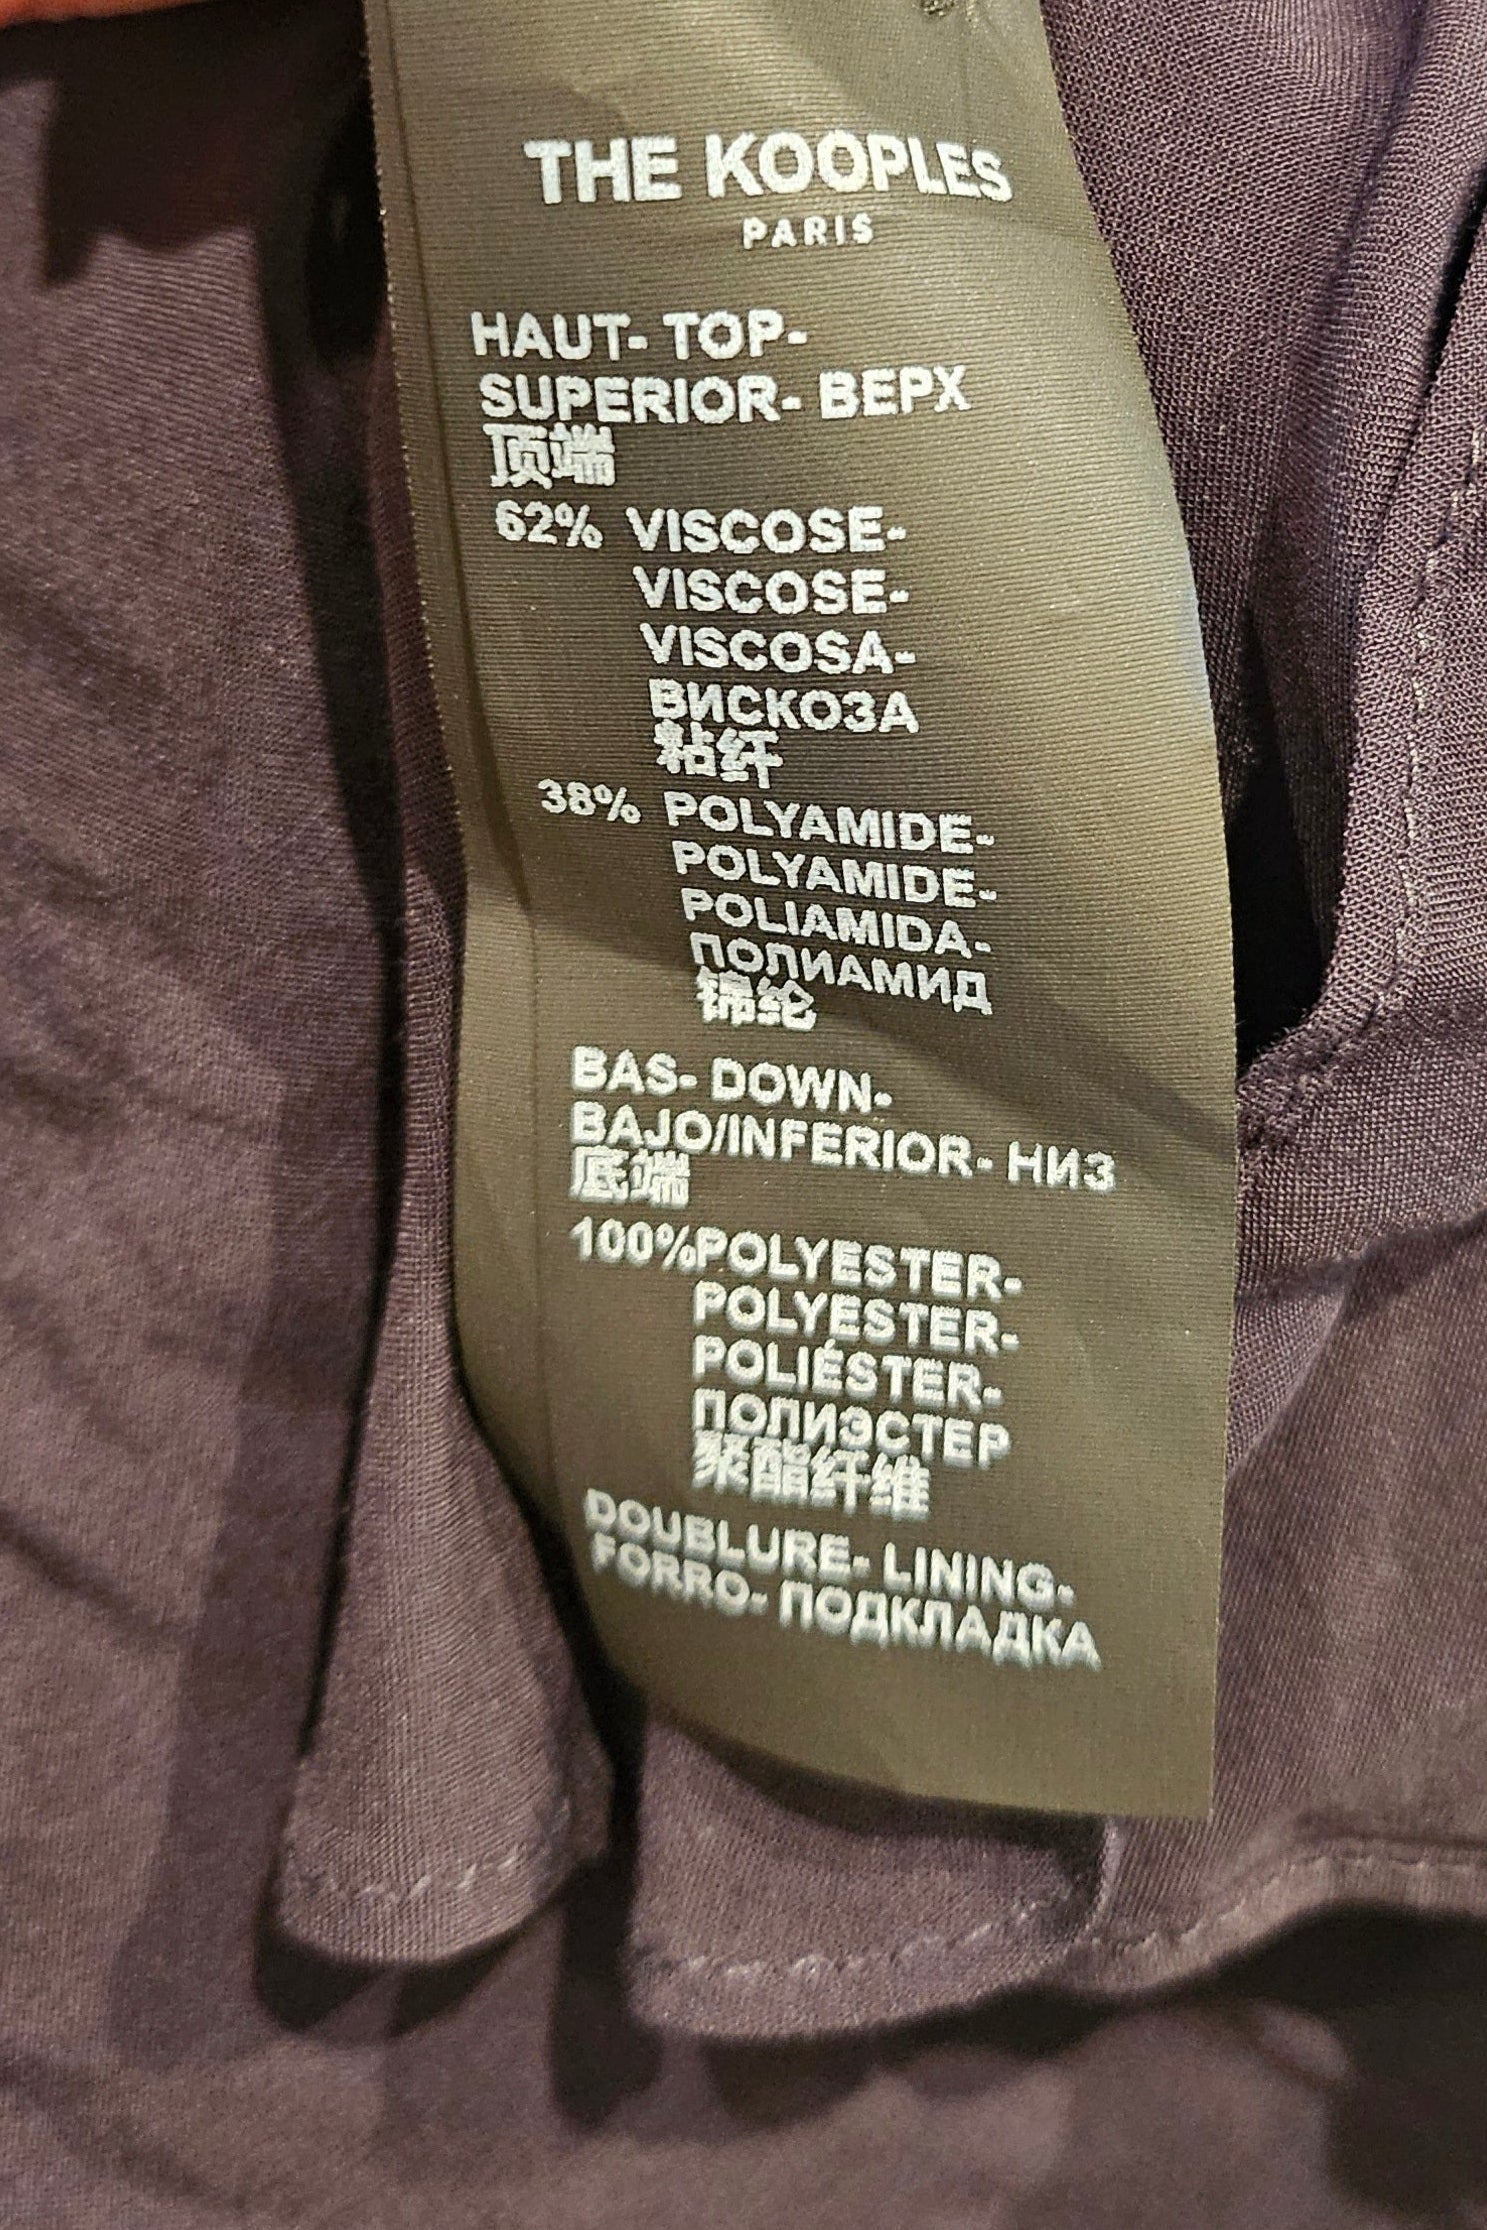 THE KOOPLES
PARIS
HAUT- TOP-
SUPERIOR- ВЕРХ
顶端
62% VISCOSE-
VISCOSE-
VISCOSA-
ВИСКОЗА
粘纤
38% POLYAMIDE-
POLYAMIDE-
POLIAMIDA-
ПОЛИАМИД
锦纶
BAS- DOWN-
BAJO/INFERIOR- НИЗ
底端
100%POLYESTER-
POLYESTER-
POLIÉSTER-
ПОЛИЭСТЕР
聚酯纤维
DOUBLURE- LINING-
FORRO- ПОДКЛАДКА